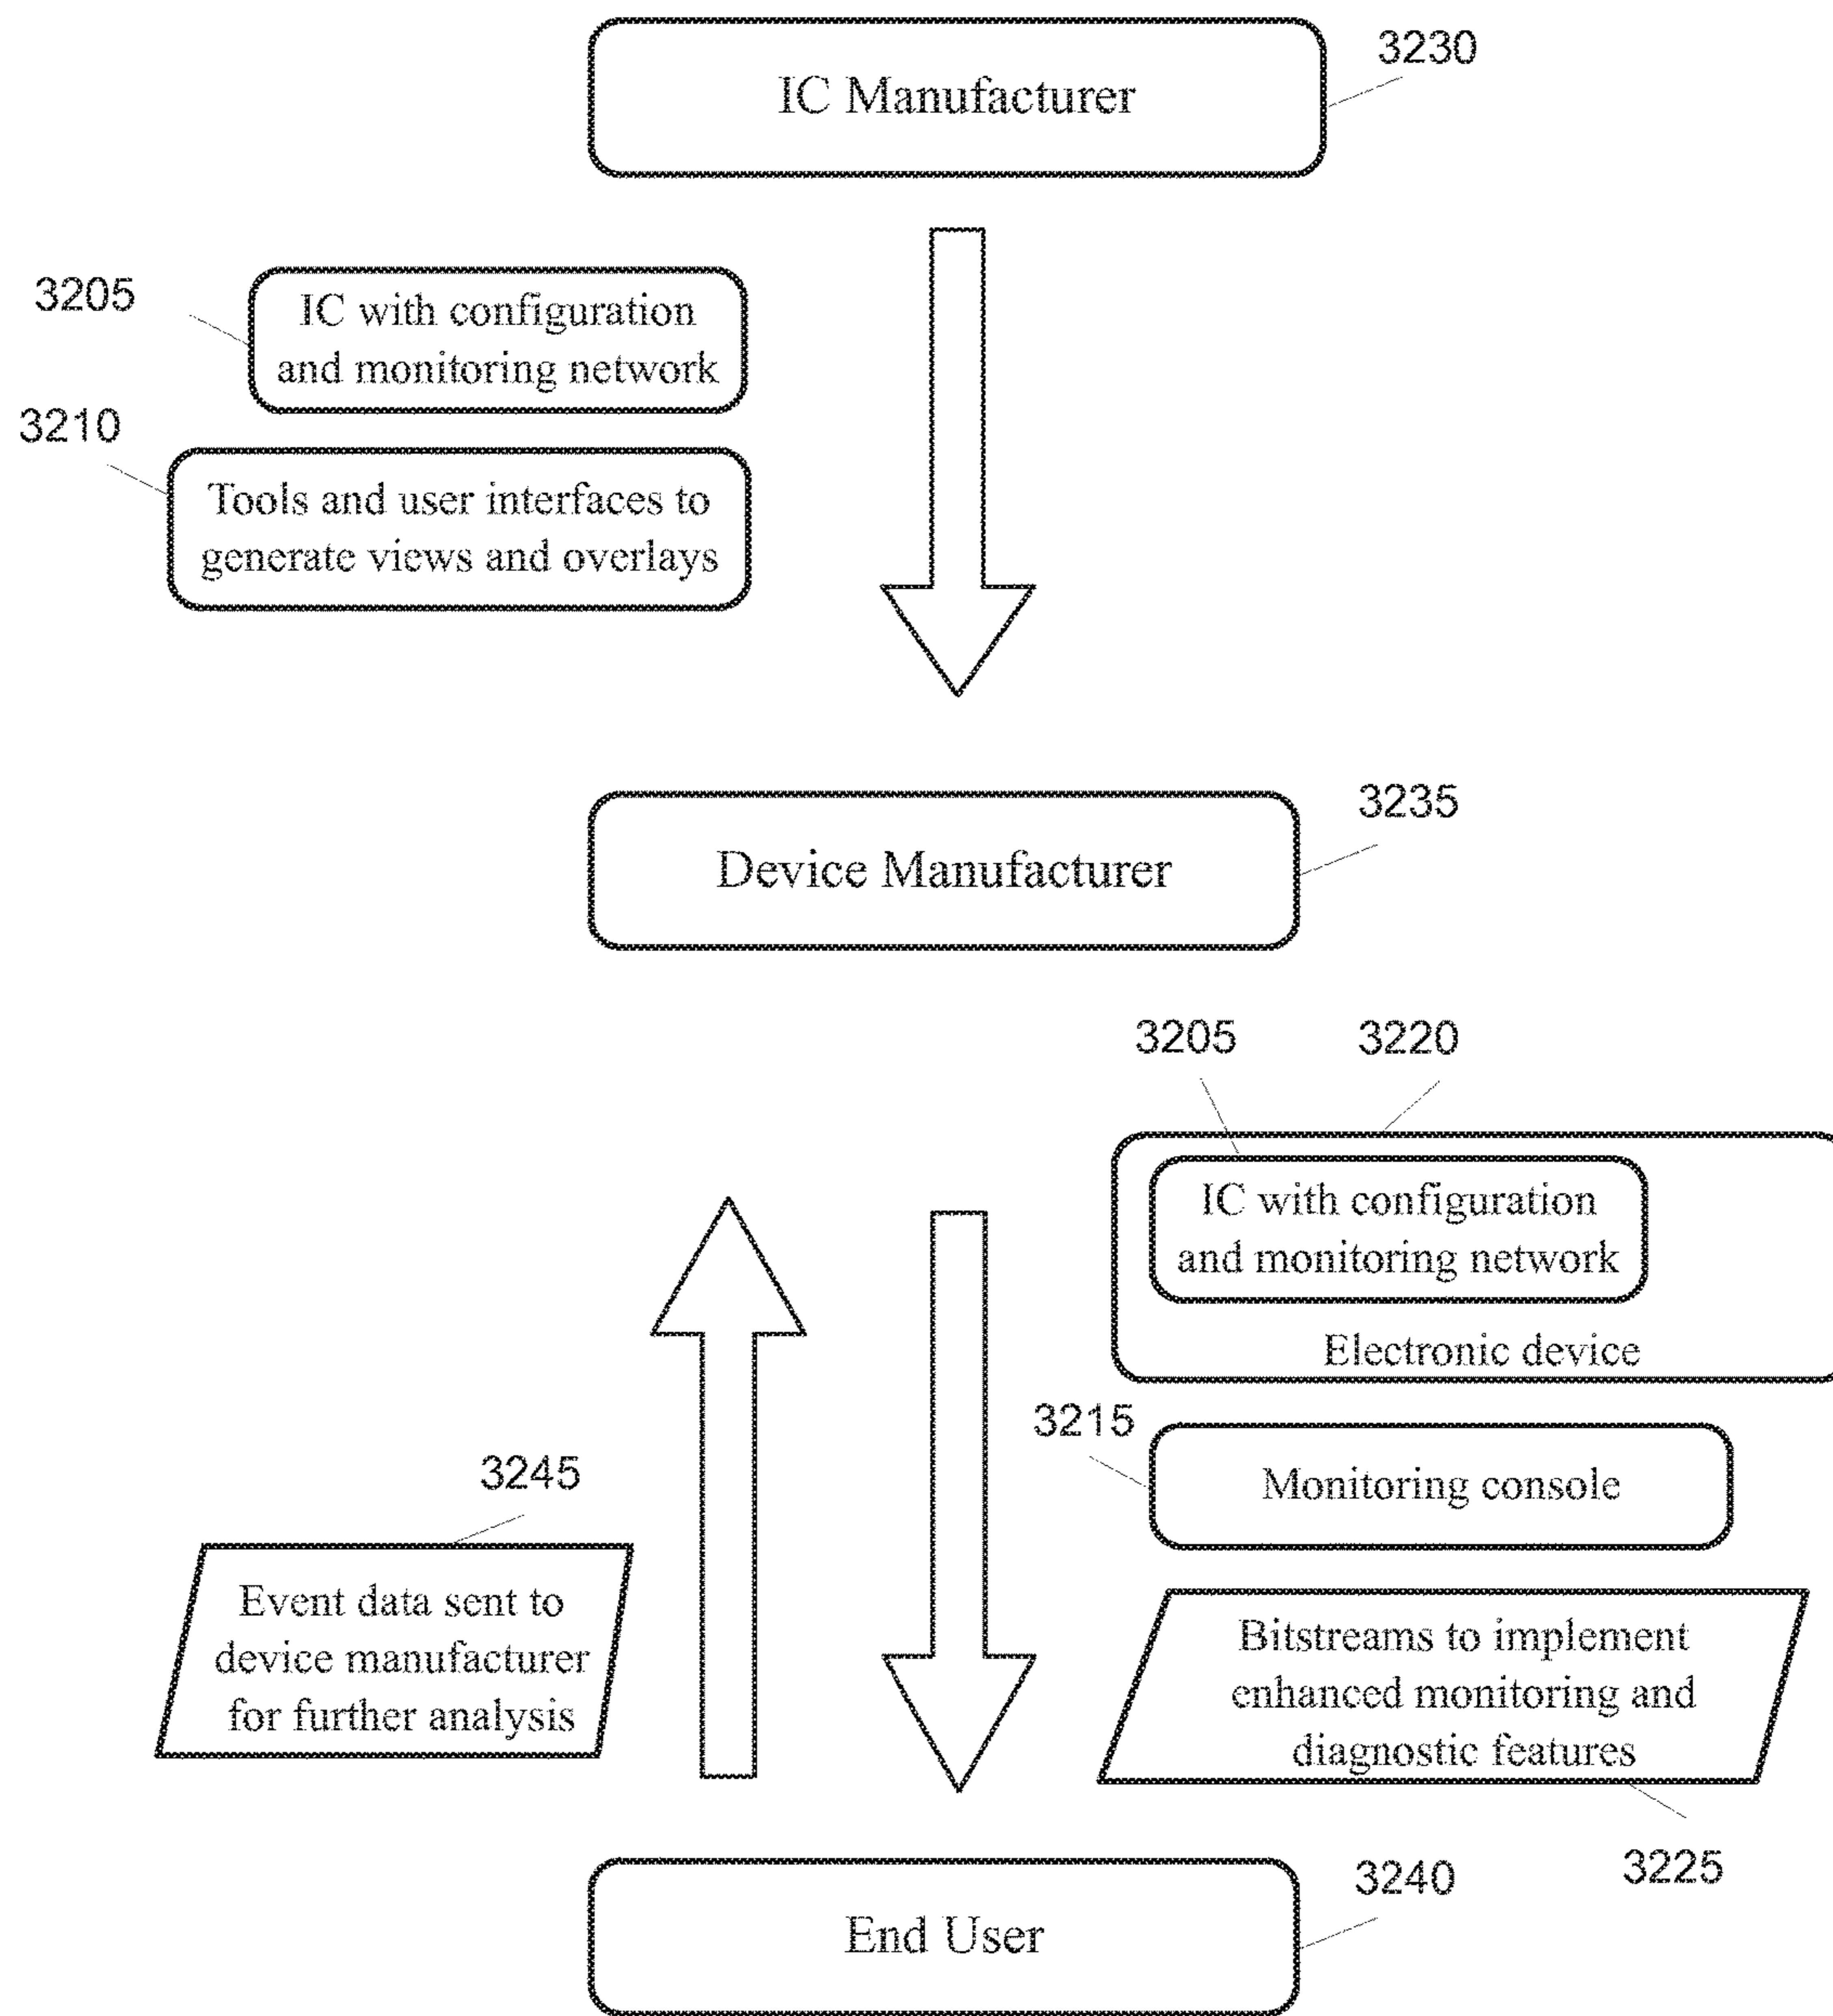 3230
IC Manufacturer
3205
IC with configuration
and monitoring network
3210
Tools and user interfaces to
generate views and overlays
3235
Device Manufacturer
3205
3220
IC with configuration
and monitoring network
Electronic device
3215
Monitoring console
3245
Event data sent to
device manufacturer
for further analysis
Bitstreams to implement
enhanced monitoring and
diagnostic features
3225
3240
End User